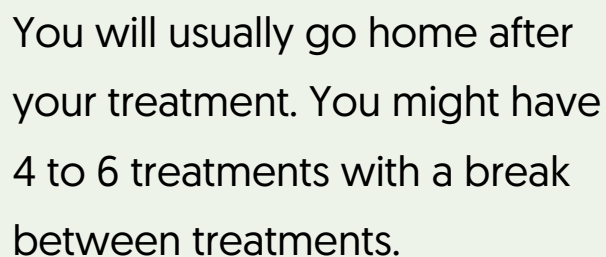 You will usually go home after
your treatment. You might have
4 to 6 treatments with a break
between treatments.